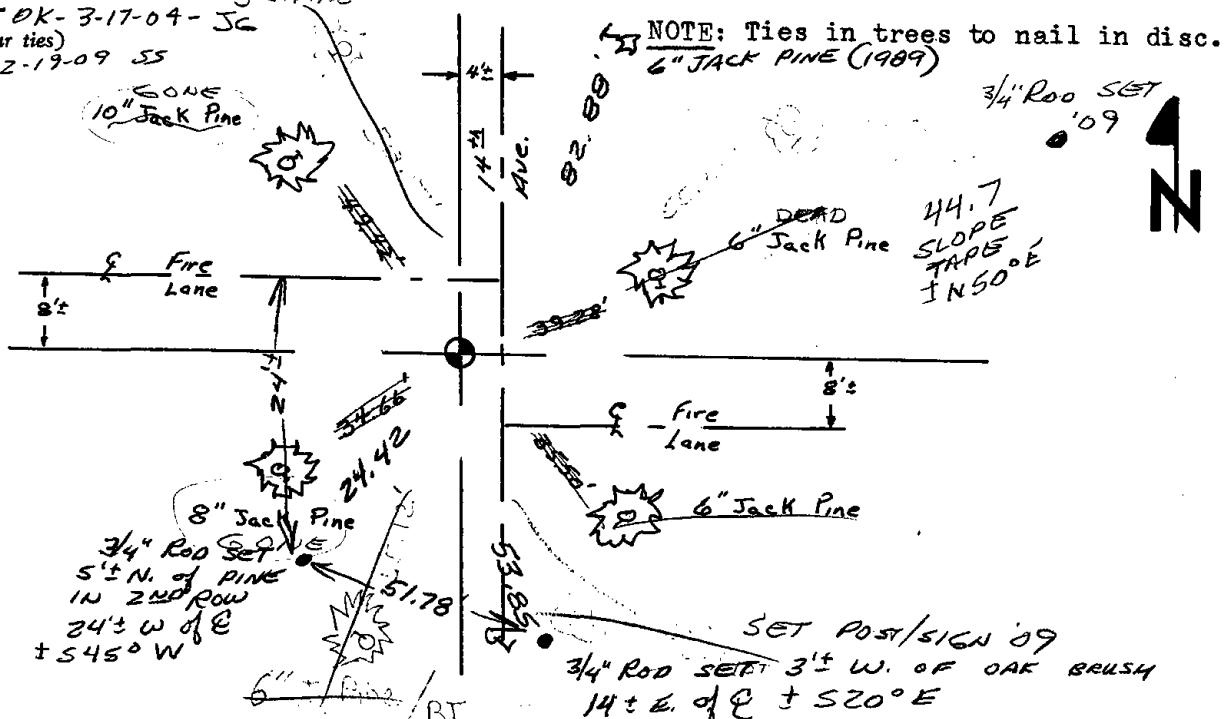 OK- 3-17-04- JG
ties)
2-19-09 SS
NOTE: Ties in trees to nail in disc.
6" JACK PINE (1989)
GONE
10" Jack Pine
4'±
14th
Ave.
82.88
3/4" ROD SET
'09
N
49.42'
DEAD
6" Jack Pine
44.7
SLOPE
TAPE
± N50°E
℄ Fire
Lane
8'±
39.28'
24'±
34.66'
24.42
8'±
℄ Fire
Lane
8" Jack Pine
GONE
6" Jack Pine
3/4" ROD SET
5'± N. of PINE
IN 2ND ROW
24'± W of ℄
± S45°W
51.78'
53.85
SET POST/SIGN '09
3/4" ROD SET 3'± W. OF OAK BRUSH
14± E. of ℄ ± S20°E
6"
BT